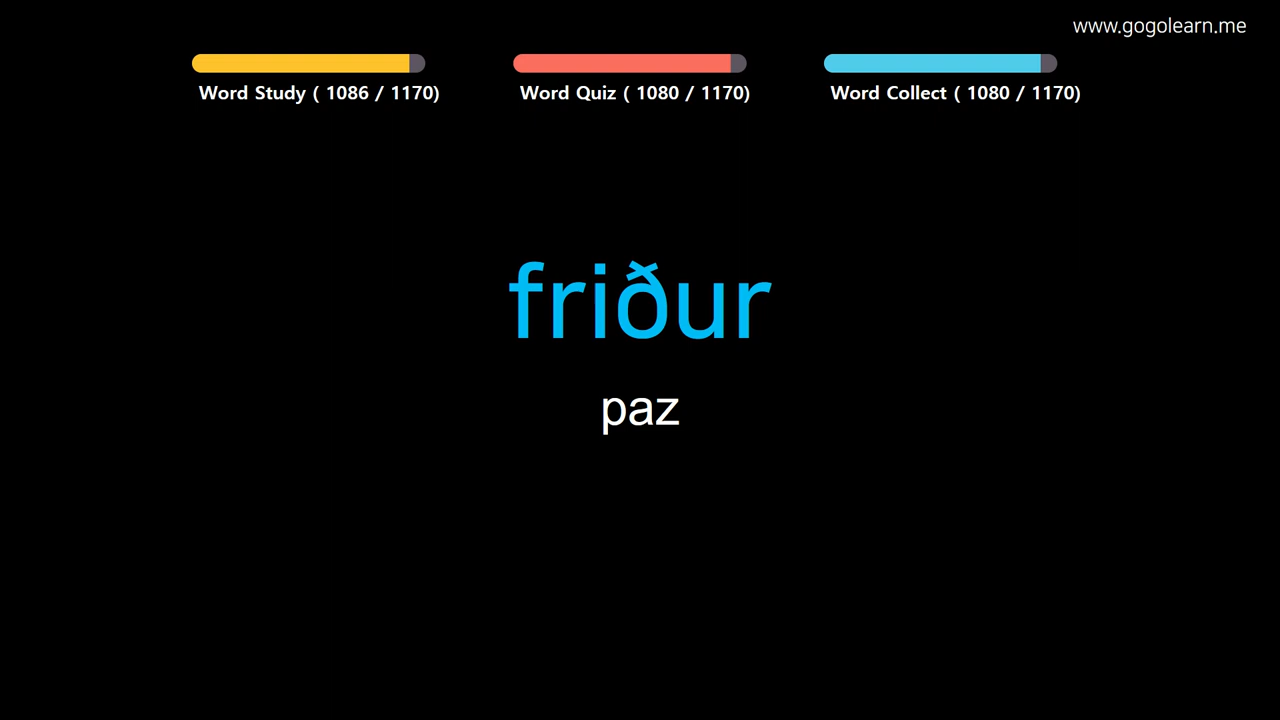 www.gogolearn.me
Word Study ( 1086 / 1170)
Word Quiz ( 1080 / 1170)
Word Collect ( 1080 / 1170)
friður
paz